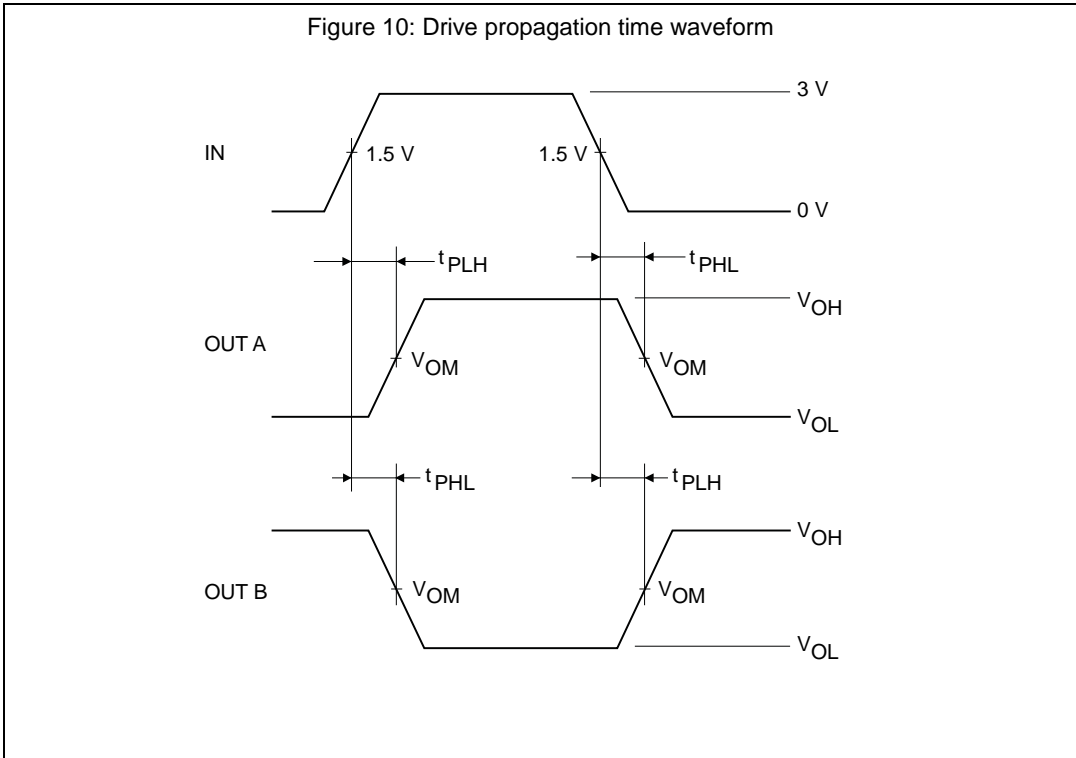 Figure 10: Drive propagation time waveform
3 V
IN
1.5 V
1.5 V
0 V
tPLH
tPHL
VOH
OUT A
VOM
VOM
VOL
tPHL
tPLH
VOH
OUT B
VOM
VOM
VOL